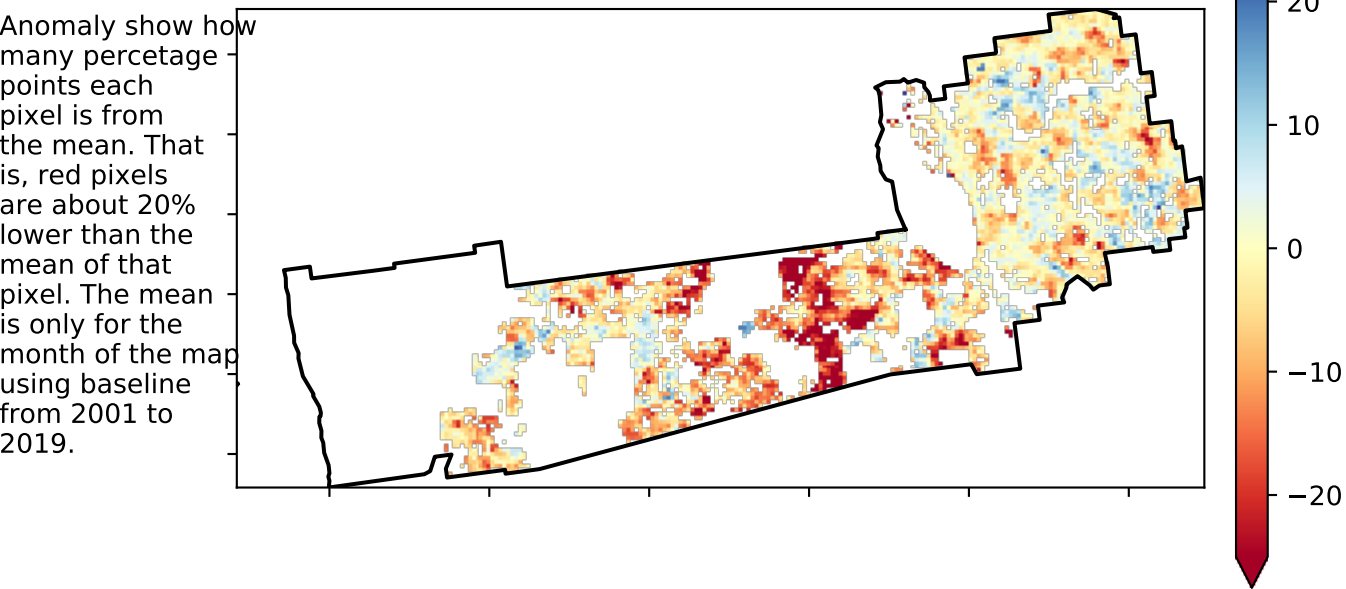 Anomaly show how
many percetage
points each
pixel is from
the mean. That
is, red pixels
are about 20%
lower than the
mean of that
pixel. The mean
is only for the
month of the map
using baseline
from 2001 to
2019.
20
10
0
−10
−20